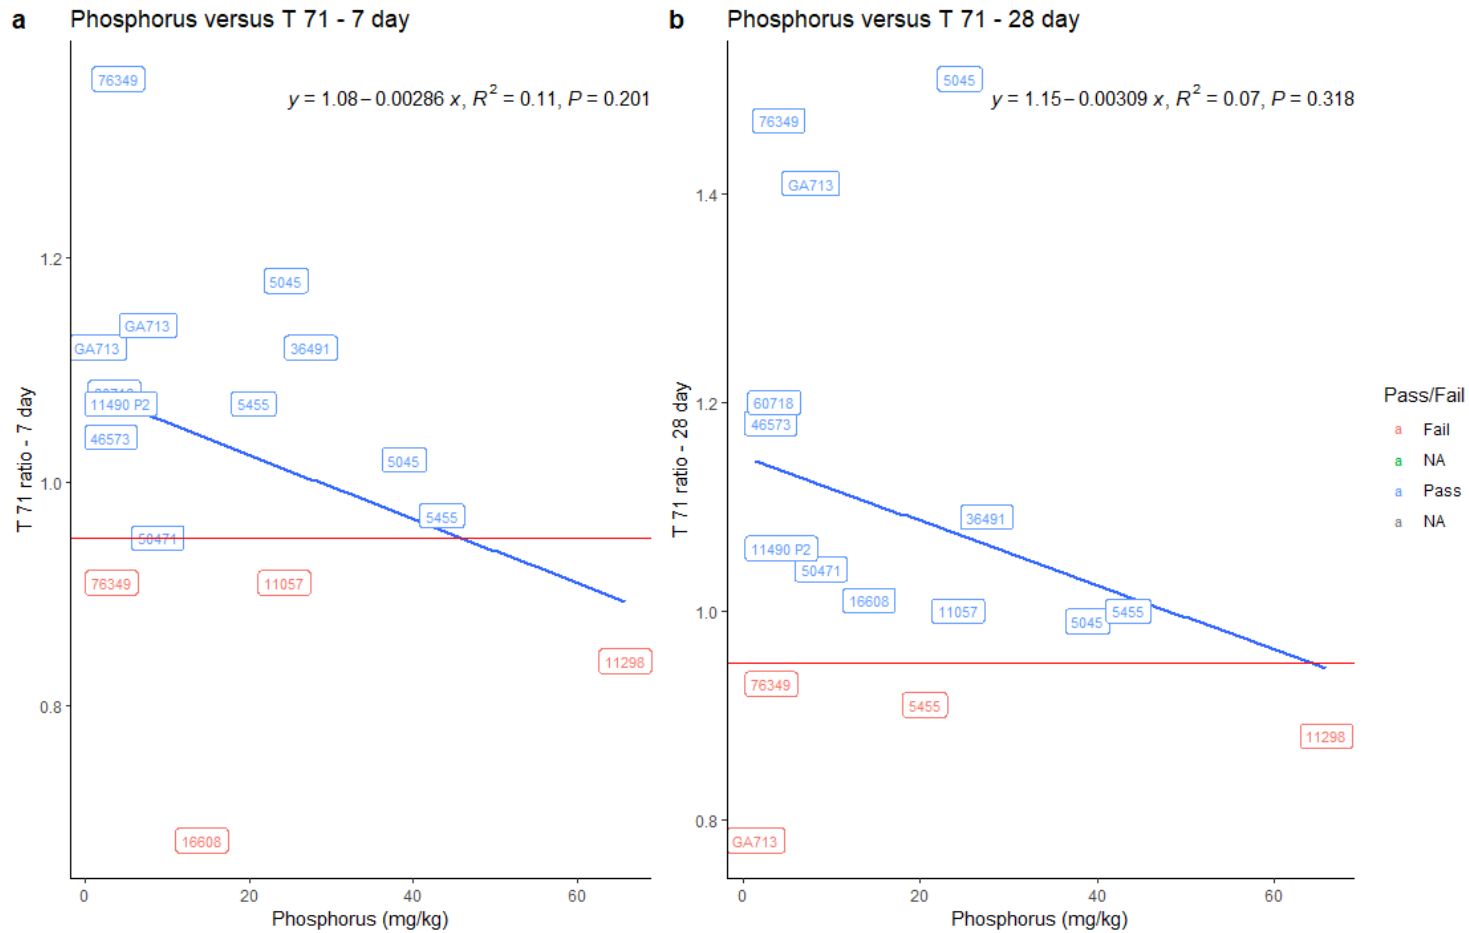 a Phosphorus versus T 71 - 7 day
76349
y = 1.08 – 0.00286 x, R² = 0.11, P = 0.201
1.2
5045
GA713
GA713
36491
11490 P2
5455
46573
5045
1.0
5455
50471
76349
11057
11298
0.8
16608
0 20 40 60
Phosphorus (mg/kg)
T 71 ratio - 7 day
b Phosphorus versus T 71 - 28 day
5045
y = 1.15 – 0.00309 x, R² = 0.07, P = 0.318
76349
GA713
1.4
60718
1.2
46573
36491
11490 P2
50471
16608
11057
5455
5045
1.0
76349
5455
11298
GA713
0.8
0 20 40 60
Phosphorus (mg/kg)
T 71 ratio - 28 day
Pass/Fail
a Fail
a NA
a Pass
a NA